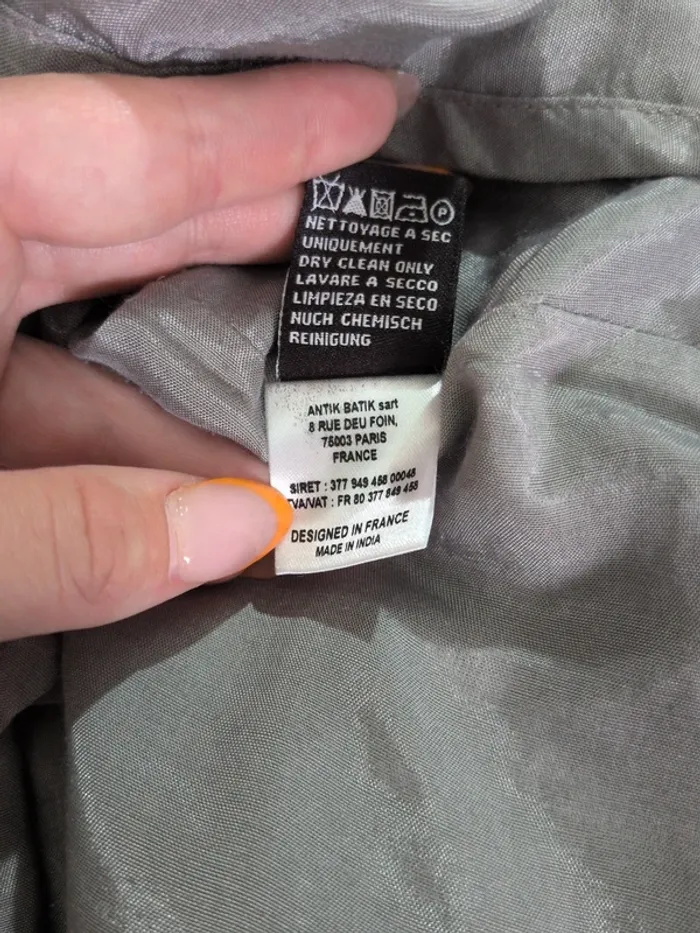 P
NETTOYAGE A SEC
UNIQUEMENT
DRY CLEAN ONLY
LAVARE A SECCO
LIMPIEZA EN SECO
NUCH CHEMISCH
REINIGUNG
ANTIK BATIK sarl
8 RUE DEU FOIN,
75003 PARIS
FRANCE
SIRET : 377 949 458 00048
TVA/VAT : FR 80 377 949 458
DESIGNED IN FRANCE
MADE IN INDIA